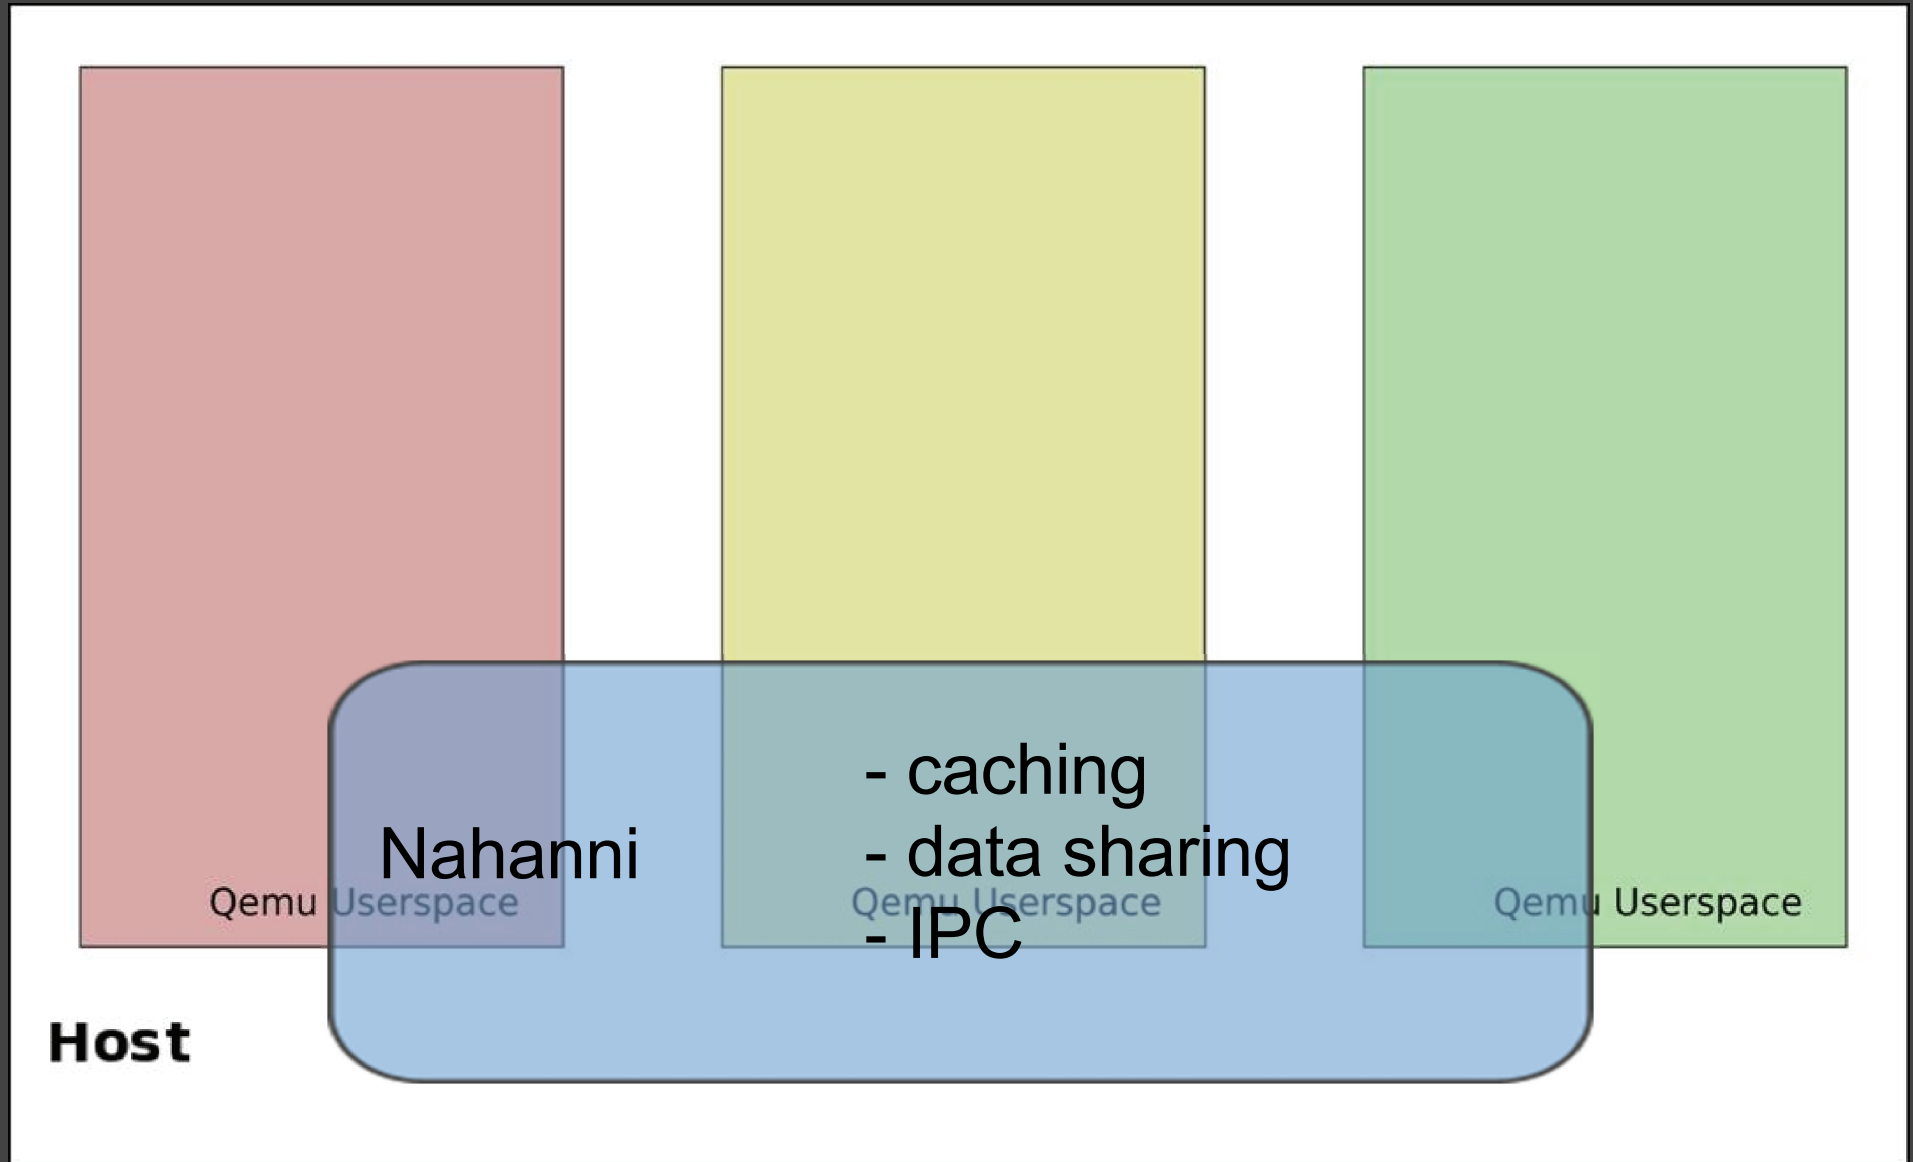 - caching
Nahanni
- data sharing
Qemu Userspace
Qemu Userspace
Qemu Userspace
- IPC
Host